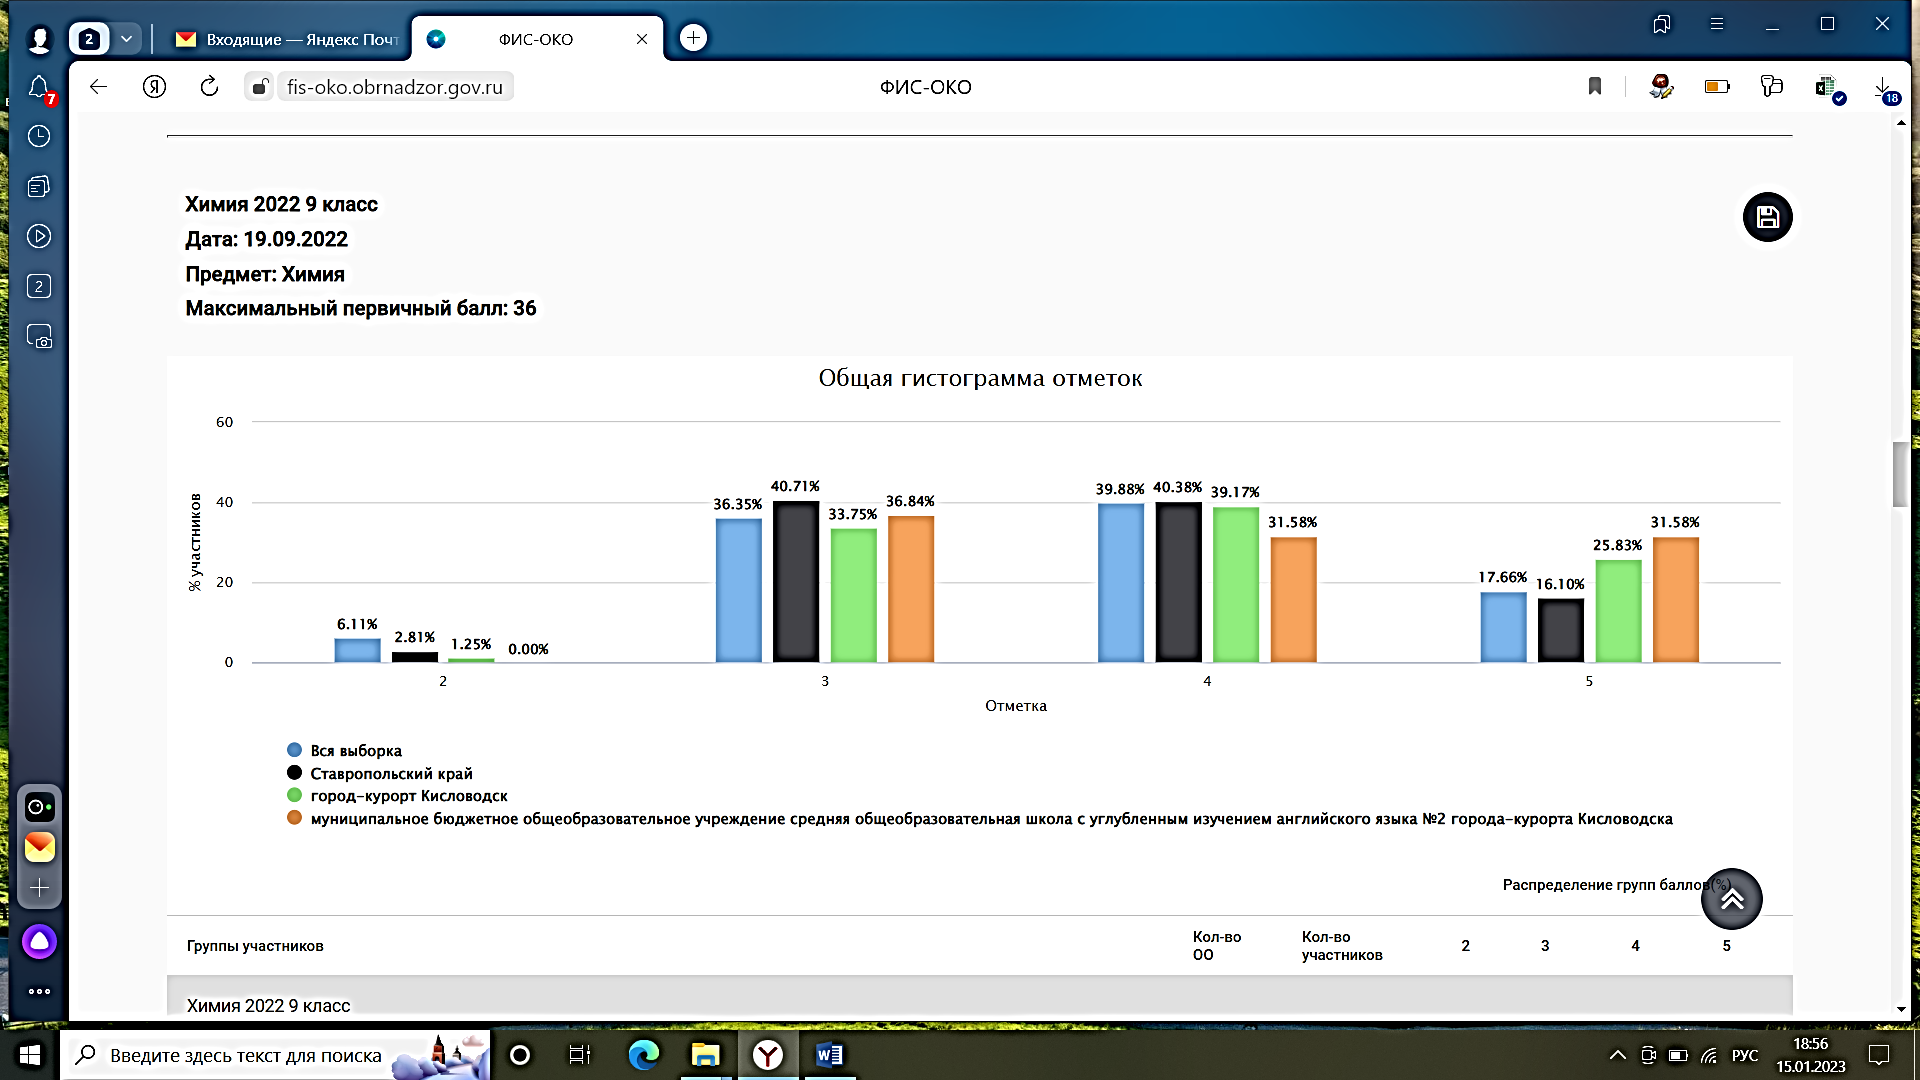 2
Входящие — Яндекс Почт
ФИС-ОКО
7
fis-oko.obrnadzor.gov.ru
ФИС-ОКО
18
2
Химия 2022 9 класс
Дата: 19.09.2022
Предмет: Химия
Максимальный первичный балл: 36
Общая гистограмма отметок
% участников
60
40
20
0
6.11% 2.81% 1.25% 0.00%
36.35% 40.71% 33.75% 36.84%
39.88% 40.38% 39.17% 31.58%
17.66% 16.10% 25.83% 31.58%
2 3 4 5
Отметка
Вся выборка
Ставропольский край
город-курорт Кисловодск
муниципальное бюджетное общеобразовательное учреждение средняя общеобразовательная школа с углубленным изучением английского языка №2 города-курорта Кисловодска
Распределение групп баллов(%)
Группы участников
Кол-во
ОО
Кол-во
участников
2 3 4 5
Химия 2022 9 класс
Введите здесь текст для поиска
РУС
18:56
15.01.2023